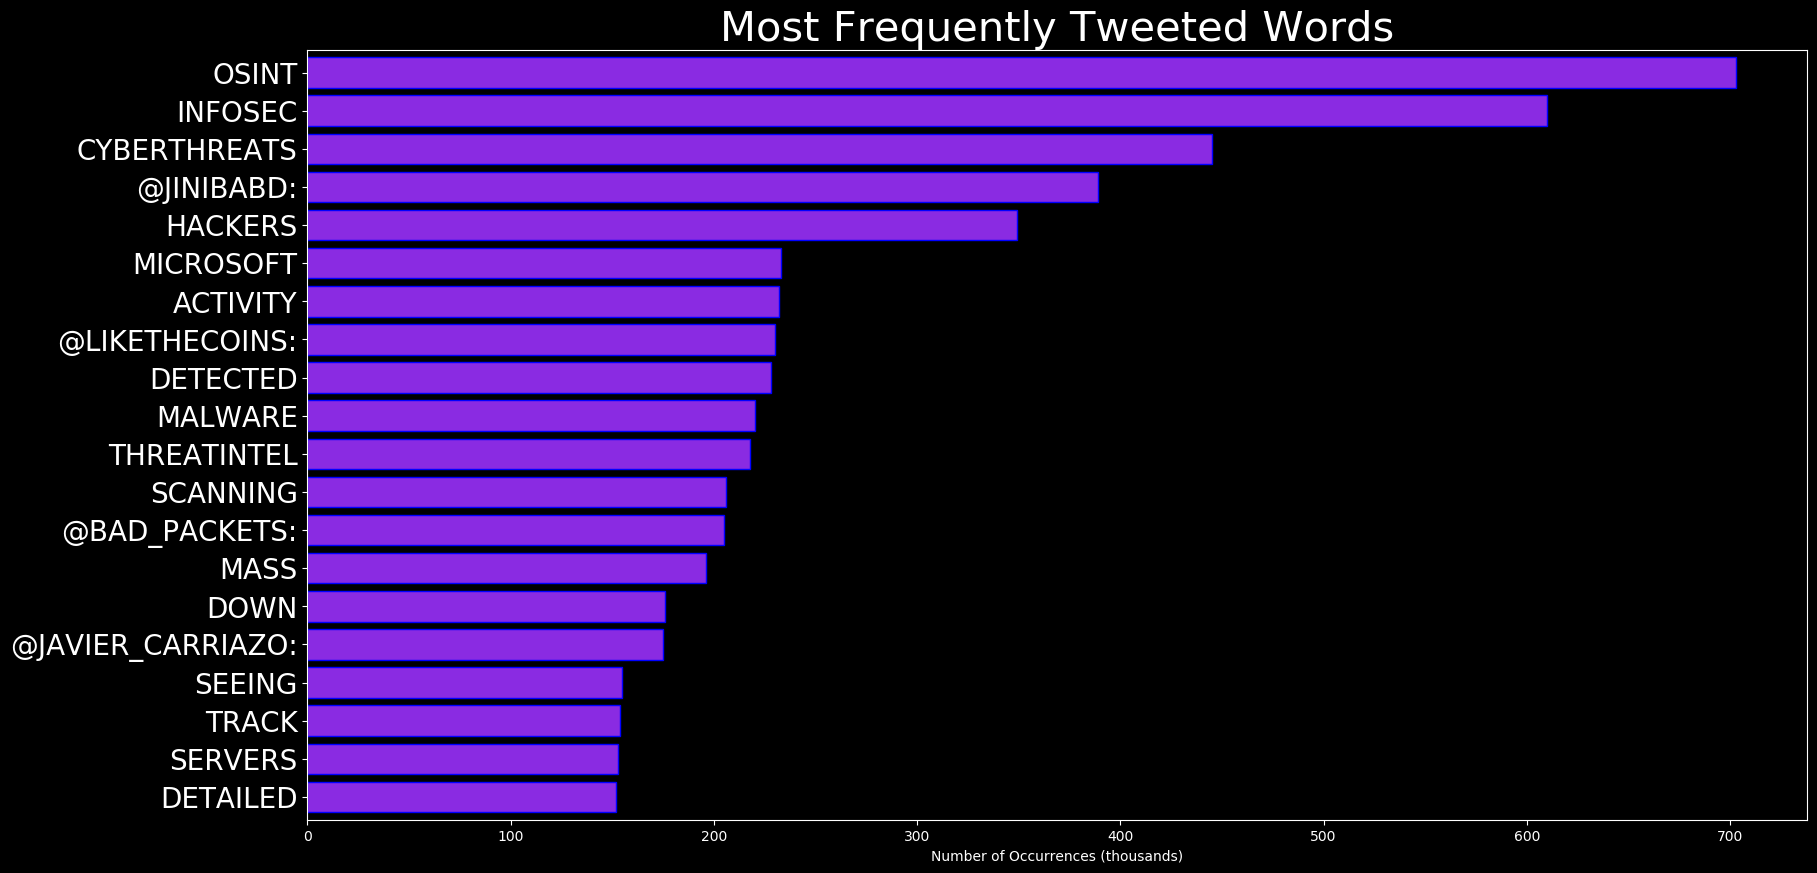 Most Frequently Tweeted Words
OSINT
INFOSEC
CYBERTHREATS
@JINIBABD:
HACKERS
MICROSOFT
ACTIVITY
@LIKETHECOINS:
DETECTED
MALWARE
THREATINTEL
SCANNING
@BAD_PACKETS:
MASS
DOWN
@JAVIER_CARRIAZO:
SEEING
TRACK
SERVERS
DETAILED
0 100 200 300 400 500 600 700
Number of Occurrences (thousands)